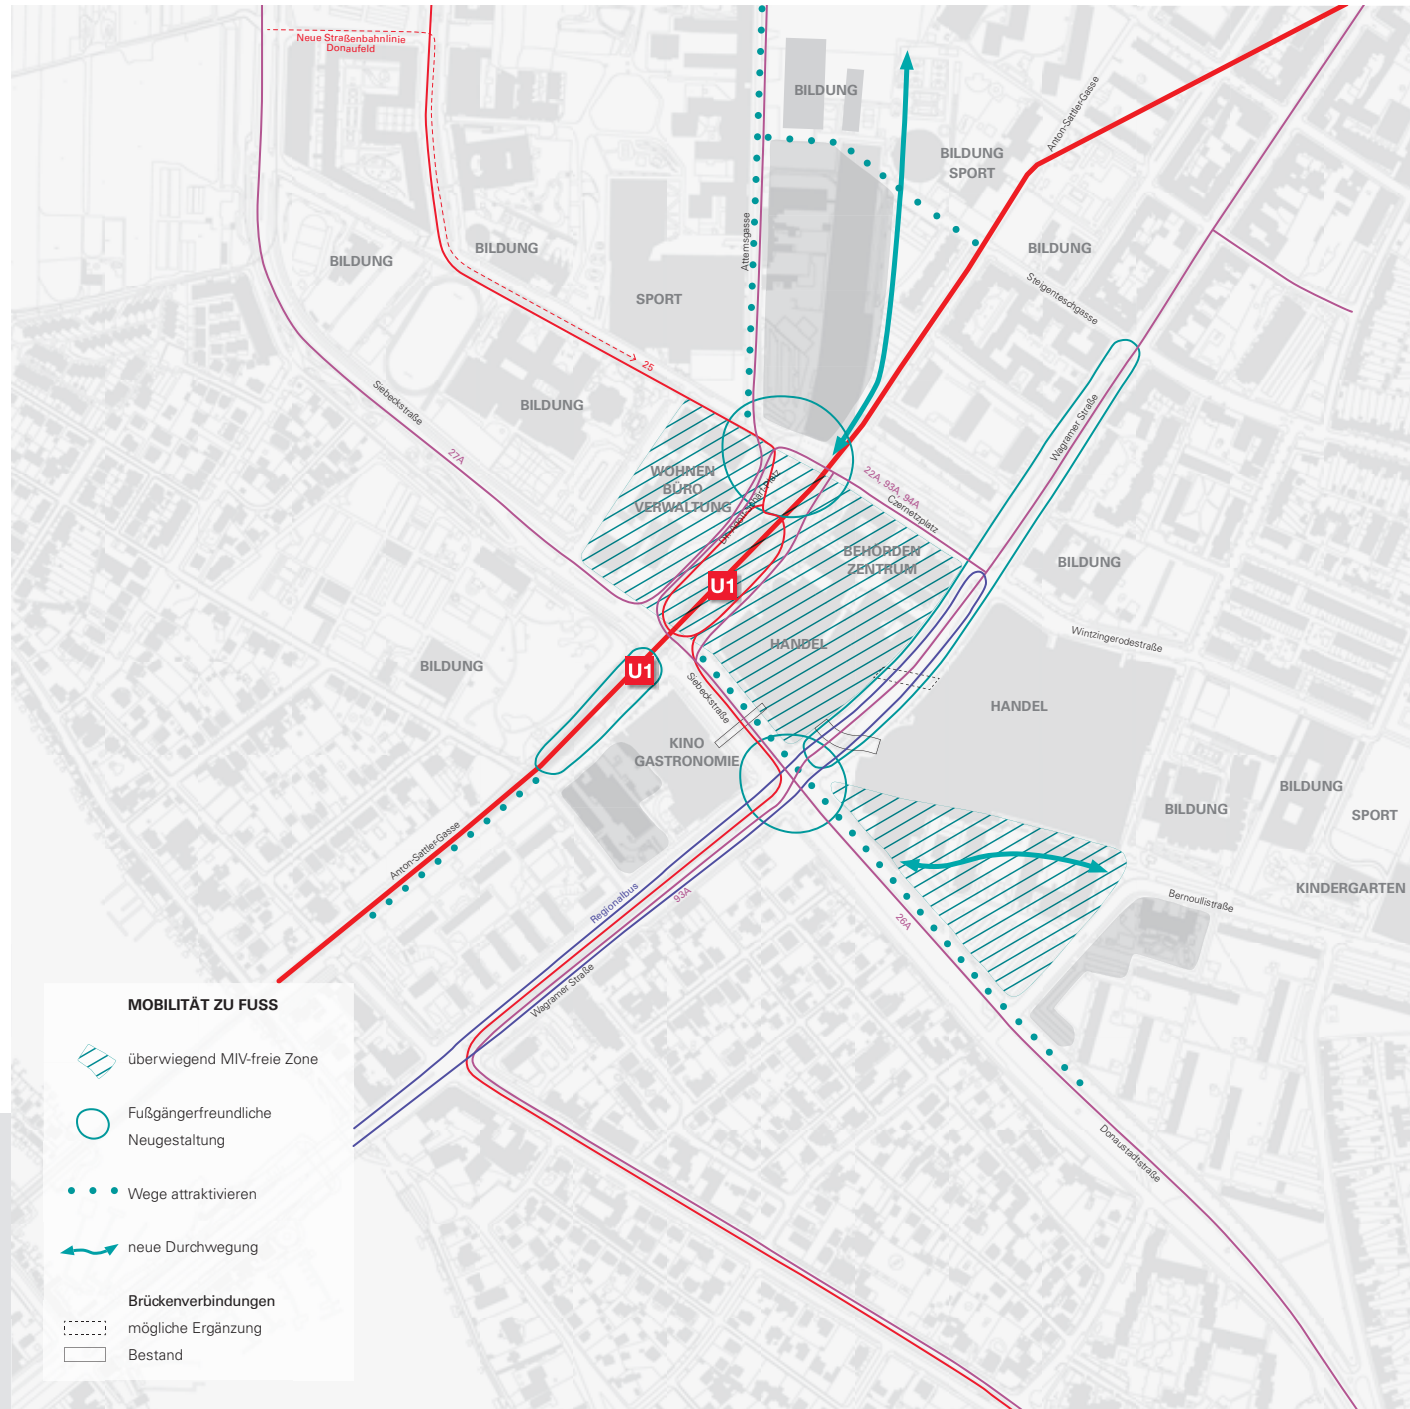 Neue Straßenbahnlinie
Donaufeld
BILDUNG
Anton-Sattler-Gasse
BILDUNG
SPORT
Attemsgasse
BILDUNG
BILDUNG
BILDUNG
SPORT
Steigenteschgasse
25
Siebeckstraße
BILDUNG
Wagramer Straße
27A
WOHNEN
BÜRO
VERWALTUNG
22A, 93A, 94A
Czernetzplatz
BEHÖRDEN
ZENTRUM
BILDUNG
U1
Wintzingerodestraße
HANDEL
BILDUNG
U1
Siebeckstraße
HANDEL
KINO
GASTRONOMIE
BILDUNG
BILDUNG
SPORT
Anton-Sattler-Gasse
KINDERGARTEN
Bernoullistraße
Regionalbus
93A
26A
Wagramer Straße
Donaustadtstraße
MOBILITÄT ZU FUSS
überwiegend MIV-freie Zone
Fußgängerfreundliche
Neugestaltung
Wege attraktivieren
neue Durchwegung
Brückenverbindungen
mögliche Ergänzung
Bestand